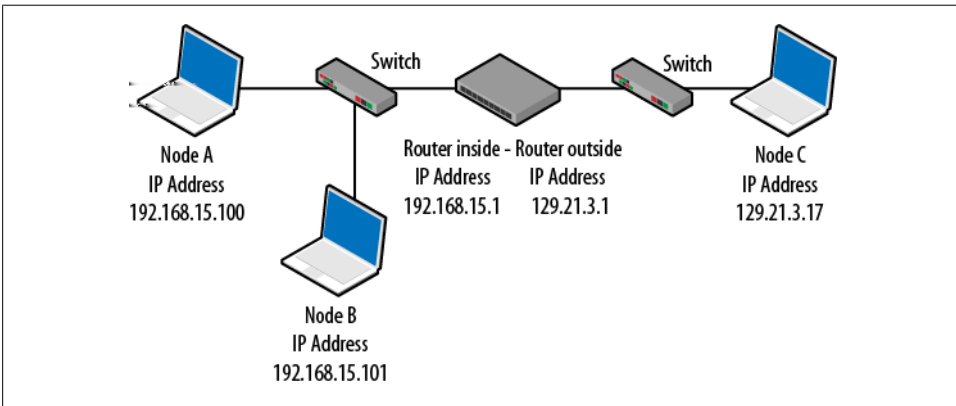 Switch
Switch
Node A
IP Address
192.168.15.100
Router inside - Router outside
IP Address IP Address
192.168.15.1 129.21.3.1
Node C
IP Address
129.21.3.17
Node B
IP Address
192.168.15.101